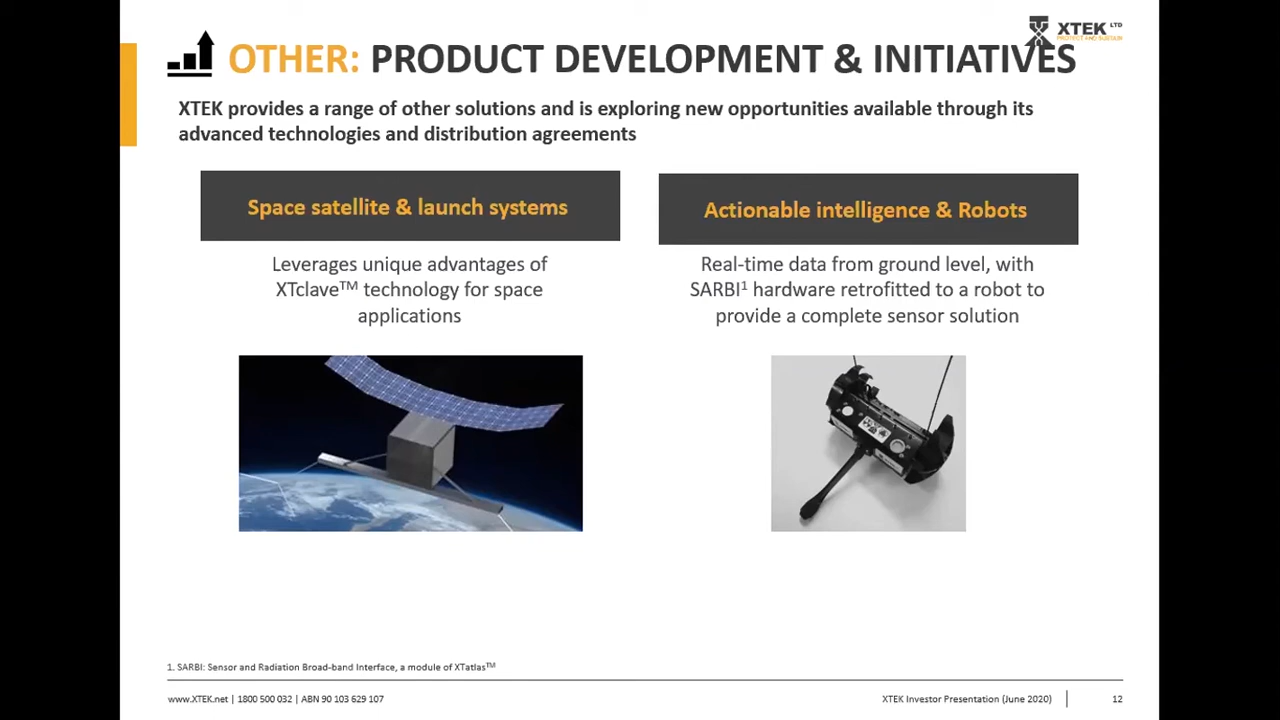 XTEK LTD
PROTECT AND SUSTAIN
OTHER: PRODUCT DEVELOPMENT & INITIATIVES
XTEK provides a range of other solutions and is exploring new opportunities available through its
advanced technologies and distribution agreements
Space satellite & launch systems
Leverages unique advantages of
XTclave™ technology for space
applications
Actionable intelligence & Robots
Real-time data from ground level, with
SARBI¹ hardware retrofitted to a robot to
provide a complete sensor solution
1. SARBI: Sensor and Radiation Broad-band Interface, a module of XTatlas™
www.XTEK.net | 1800 500 032 | ABN 90 103 629 107
XTEK Investor Presentation (June 2020) | 12